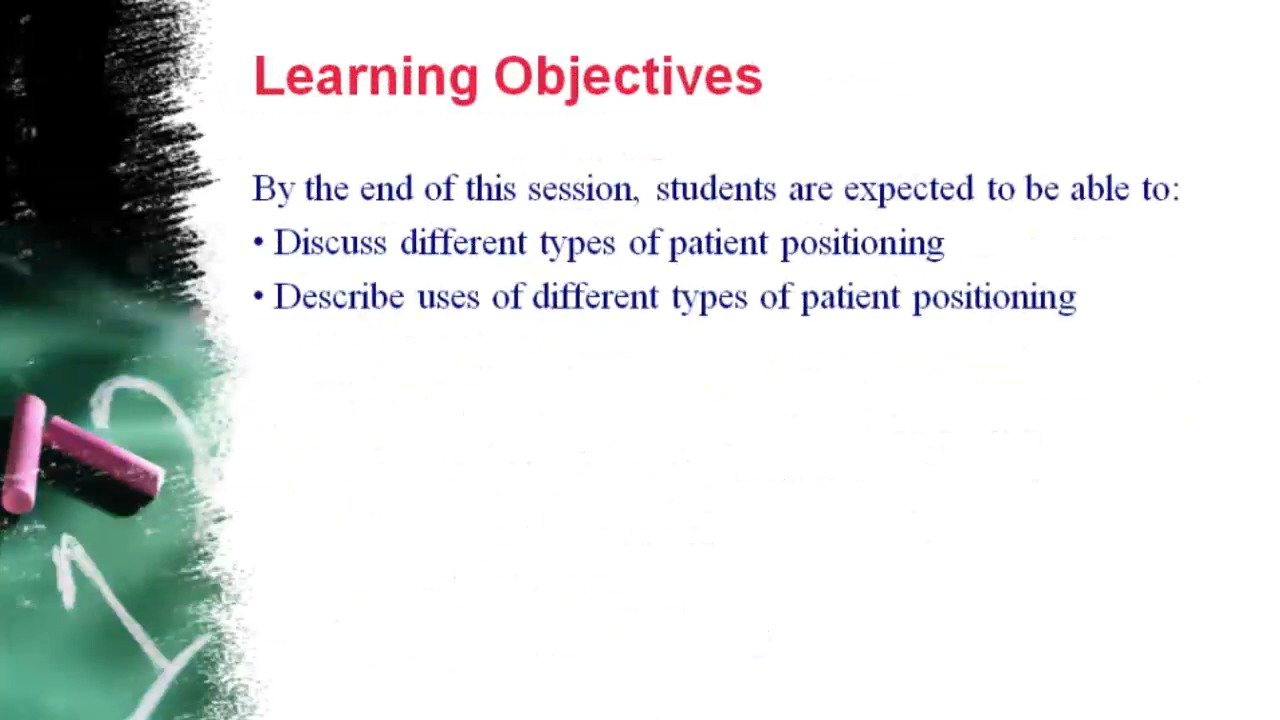 Learning Objectives
By the end of this session, students are expected to be able to:
• Discuss different types of patient positioning
• Describe uses of different types of patient positioning